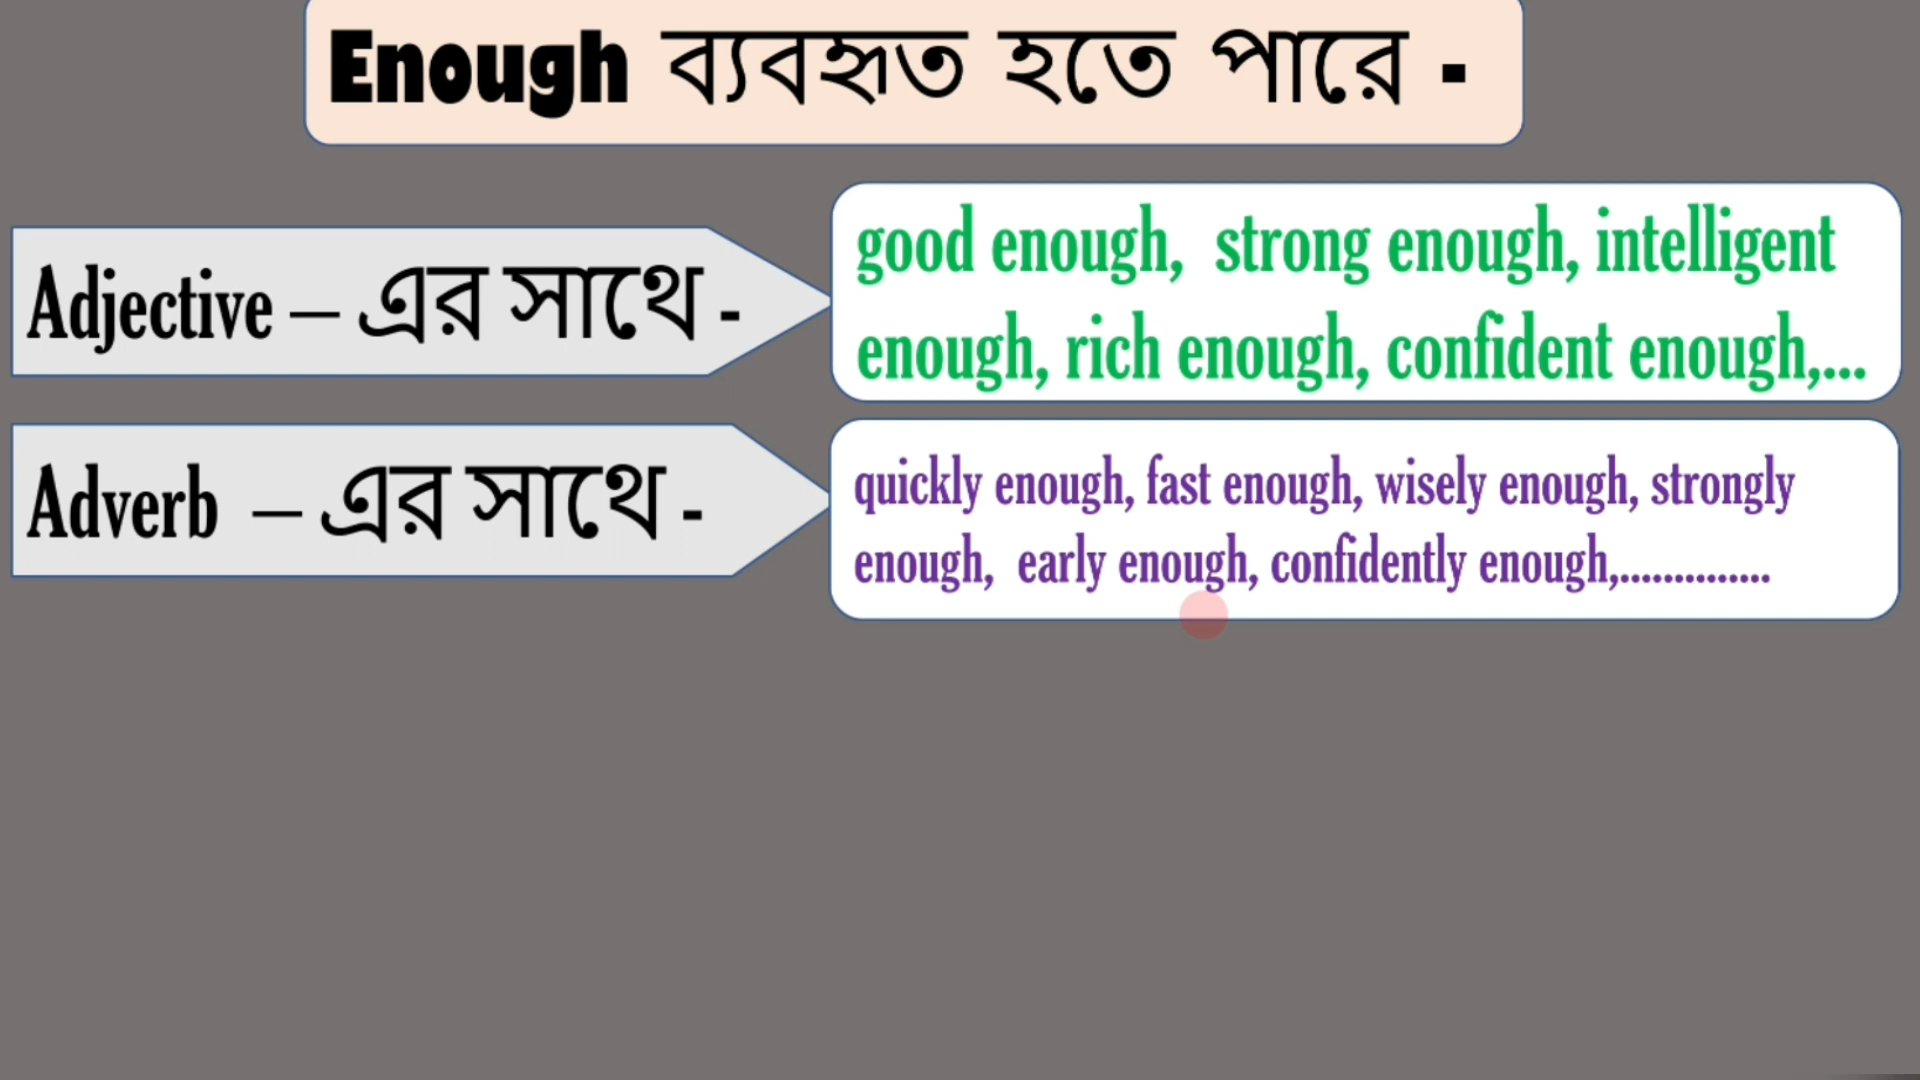 Enough ব্যবহৃত হতে পারে -
Adjective – এর সাথে -
good enough, strong enough, intelligent
enough, rich enough, confident enough,...
Adverb – এর সাথে -
quickly enough, fast enough, wisely enough, strongly
enough, early enough, confidently enough,..............